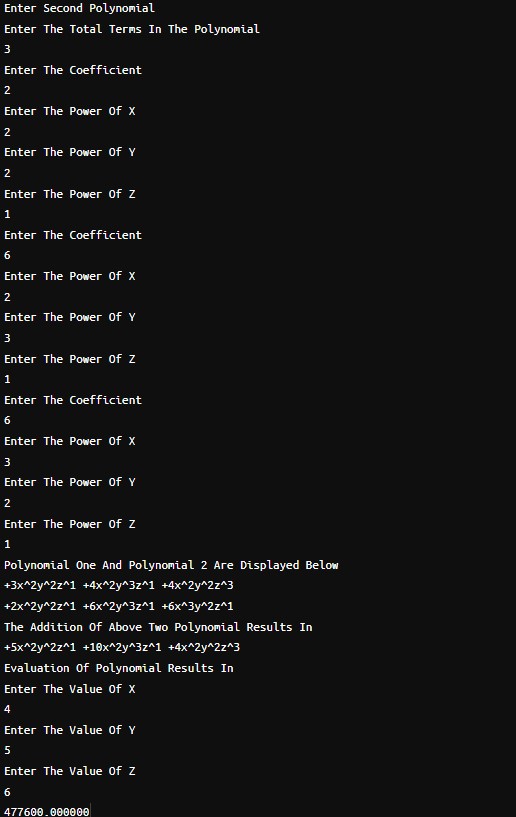 Enter Second Polynomial
Enter The Total Terms In The Polynomial
3
Enter The Coefficient
2
Enter The Power Of X
2
Enter The Power Of Y
2
Enter The Power Of Z
1
Enter The Coefficient
6
Enter The Power Of X
2
Enter The Power Of Y
3
Enter The Power Of Z
1
Enter The Coefficient
6
Enter The Power Of X
3
Enter The Power Of Y
2
Enter The Power Of Z
1
Polynomial One And Polynomial 2 Are Displayed Below
+3x^2y^2z^1 +4x^2y^3z^1 +4x^2y^2z^3
+2x^2y^2z^1 +6x^2y^3z^1 +6x^3y^2z^1
The Addition Of Above Two Polynomial Results In
+5x^2y^2z^1 +10x^2y^3z^1 +4x^2y^2z^3
Evaluation Of Polynomial Results In
Enter The Value Of X
4
Enter The Value Of Y
5
Enter The Value Of Z
6
477600.000000